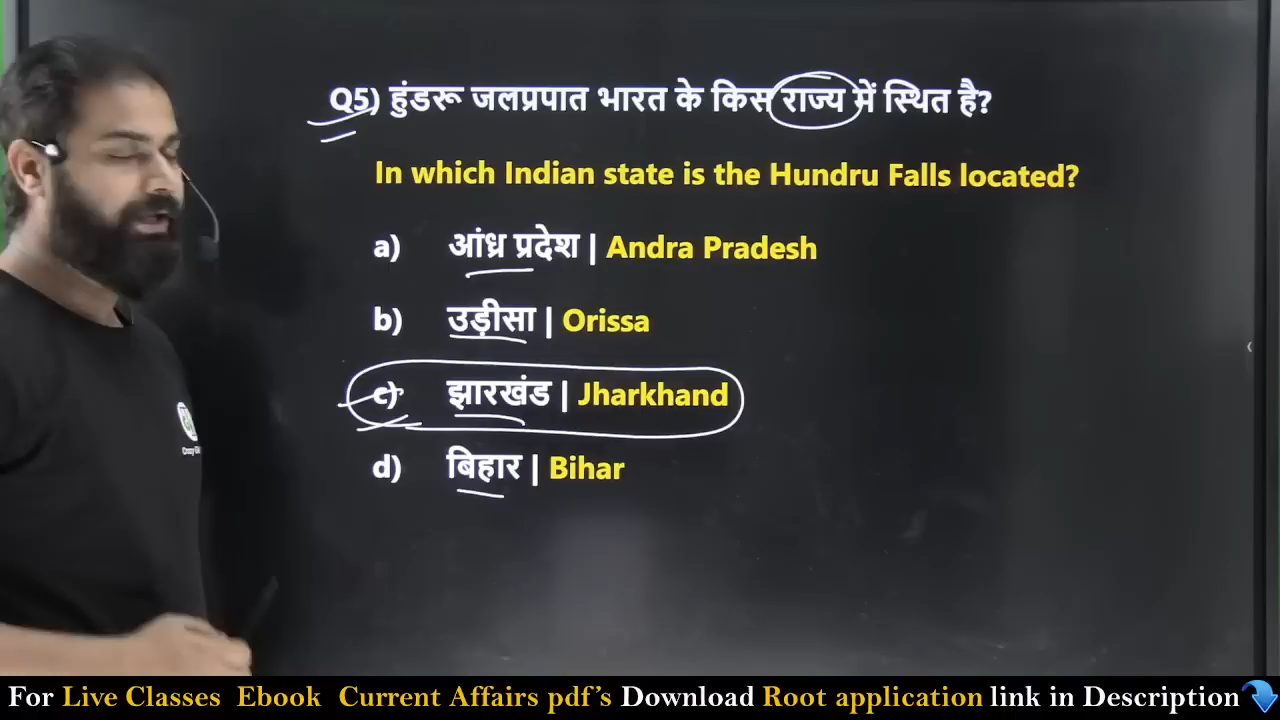 Q5) हुंडरू जलप्रपात भारत के किस राज्य में स्थित है?
In which Indian state is the Hundru Falls located?
a) आंध्र प्रदेश | Andra Pradesh
b) उड़ीसा | Orissa
c) झारखंड | Jharkhand
d) बिहार | Bihar
For Live Classes Ebook Current Affairs pdf's Download Root application link in Description